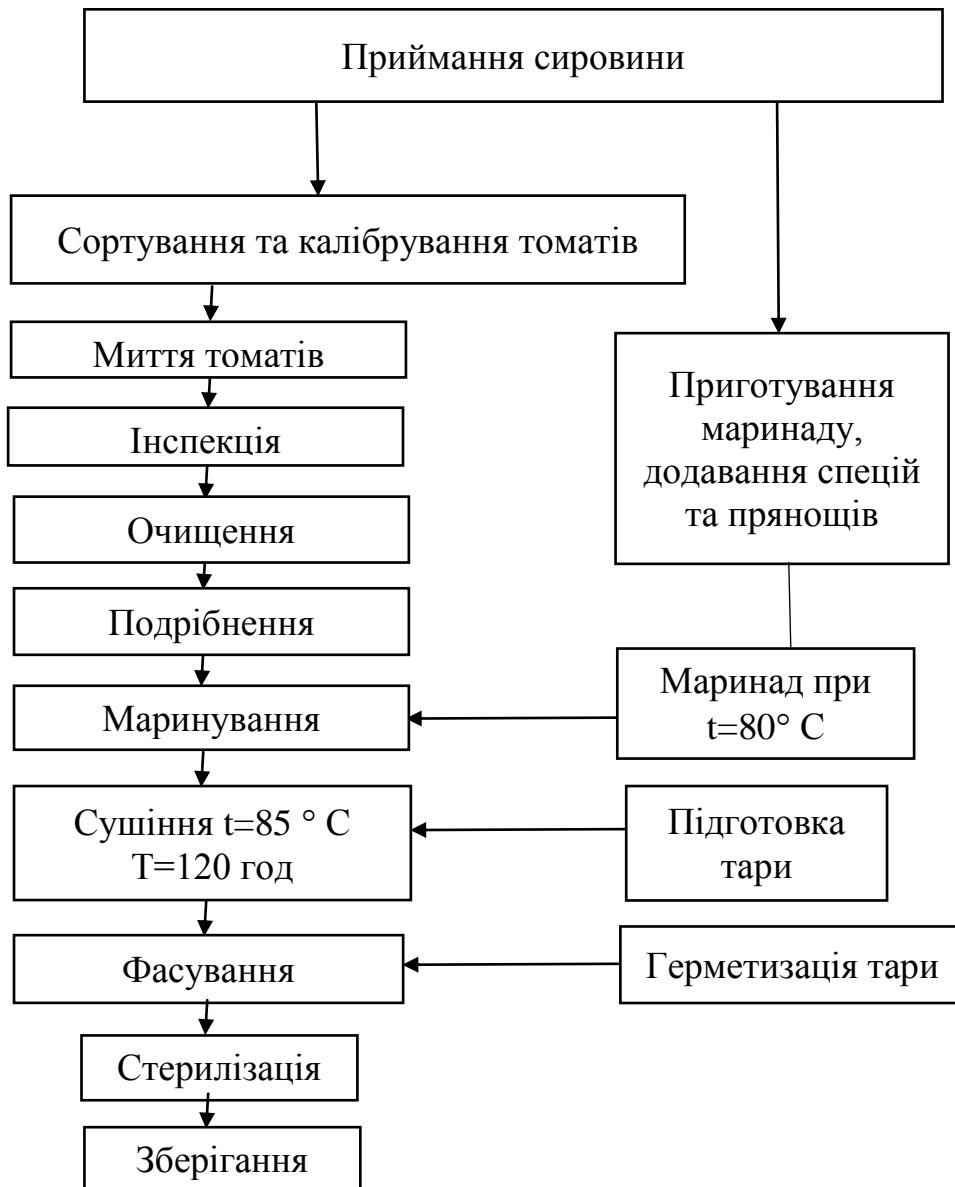 Приймання сировини
Сортування та калібрування томатів
Миття томатів
Інспекція
Очищення
Подрібнення
Маринування
Сушіння t=85 ° С
Т=120 год
Фасування
Стерилізація
Зберігання
Приготування
маринаду,
додавання спецій
та прянощів
Маринад при
t=80° С
Підготовка
тари
Герметизація тари